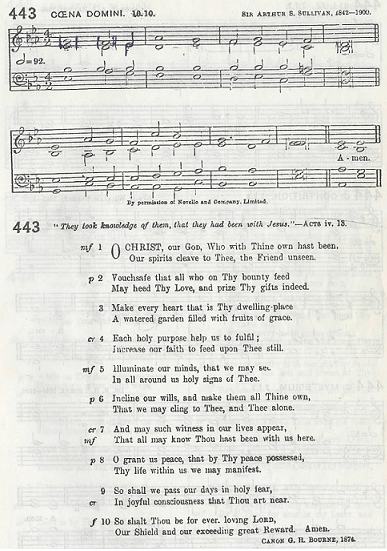 443 CŒNA DOMINI. 10.10. SIR ARTHUR S. SULLIVAN, 1842—1900.
=92.
A - men.
By permission of Novello and Company, Limited.
443 "They took knowledge of them, that they had been with Jesus."—ACTS iv. 13.
mf 1 O CHRIST, our GOD, Who with Thine own hast been,
Our spirits cleave to Thee, the Friend unseen.
p 2 Vouchsafe that all who on Thy bounty feed
May heed Thy Love, and prize Thy gifts indeed.
3 Make every heart that is Thy dwelling-place
A watered garden filled with fruits of grace.
cr 4 Each holy purpose help us to fulfil;
Increase our faith to feed upon Thee still.
mf 5 Illuminate our minds, that we may see
In all around us holy signs of Thee.
p 6 Incline our wills, and make them all Thine own,
That we may cling to Thee, and Thee alone.
cr 7 And may such witness in our lives appear,
mf That all may know Thou hast been with us here.
p 8 O grant us peace, that by Thy peace possessed,
Thy life within us we may manifest.
9 So shall we pass our days in holy fear,
cr In joyful consciousness that Thou art near.
f 10 So shalt Thou be for ever, loving LORD,
Our Shield and our exceeding great Reward. Amen.
CANON G. H. BOURNE, 1874.